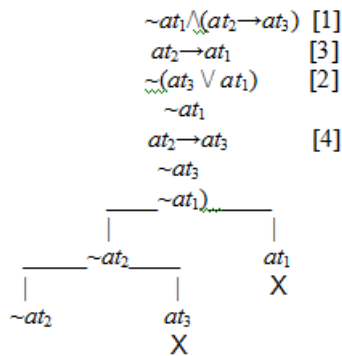 ~at₁/\(at₂→at₃) [1]
at₂→at₁ [3]
~(at₃ \/ at₁) [2]
~at₁
at₂→at₃ [4]
~at₃
~at₁)
~at₂ at₁
X
~at₂ at₃
X